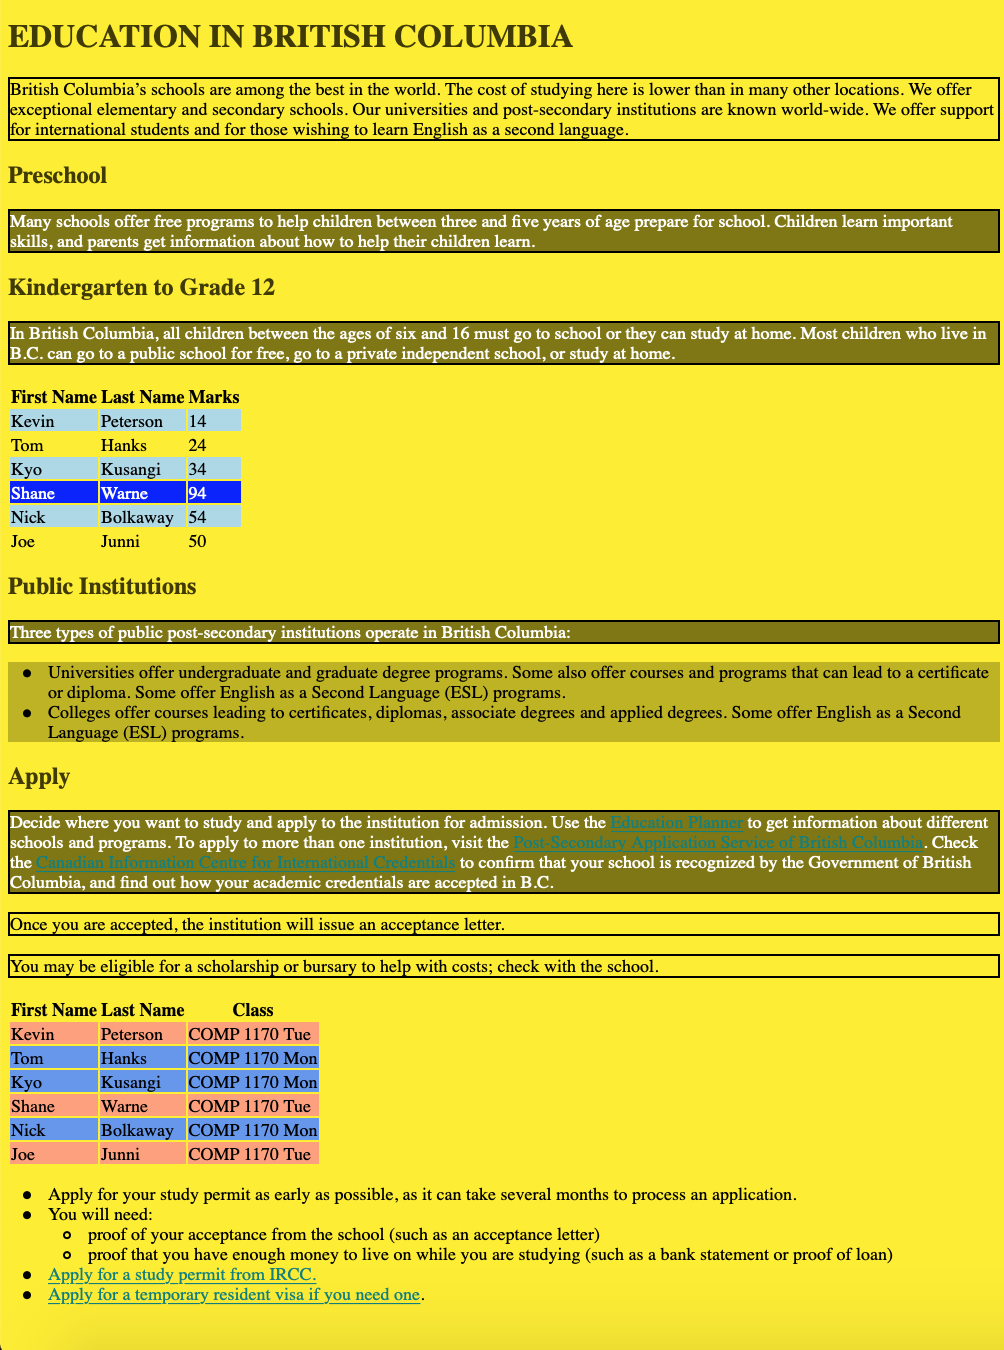 EDUCATION IN BRITISH COLUMBIA
British Columbia’s schools are among the best in the world. The cost of studying here is lower than in many other locations. We offer
exceptional elementary and secondary schools. Our universities and post-secondary institutions are known world-wide. We offer support
for international students and for those wishing to learn English as a second language.
Preschool
Many schools offer free programs to help children between three and five years of age prepare for school. Children learn important
skills, and parents get information about how to help their children learn.
Kindergarten to Grade 12
In British Columbia, all children between the ages of six and 16 must go to school or they can study at home. Most children who live in
B.C. can go to a public school for free, go to a private independent school, or study at home.
First Name Last Name Marks
Kevin Peterson 14
Tom Hanks 24
Kyo Kusangi 34
Shane Warne 94
Nick Bolkaway 54
Joe Junni 50
Public Institutions
Three types of public post-secondary institutions operate in British Columbia:
● Universities offer undergraduate and graduate degree programs. Some also offer courses and programs that can lead to a certificate
or diploma. Some offer English as a Second Language (ESL) programs.
● Colleges offer courses leading to certificates, diplomas, associate degrees and applied degrees. Some offer English as a Second
Language (ESL) programs.
Apply
Decide where you want to study and apply to the institution for admission. Use the Education Planner to get information about different
schools and programs. To apply to more than one institution, visit the Post-Secondary Application Service of British Columbia. Check
the Canadian Information Centre for International Credentials to confirm that your school is recognized by the Government of British
Columbia, and find out how your academic credentials are accepted in B.C.
Once you are accepted, the institution will issue an acceptance letter.
You may be eligible for a scholarship or bursary to help with costs; check with the school.
First Name Last Name Class
Kevin Peterson COMP 1170 Tue
Tom Hanks COMP 1170 Mon
Kyo Kusangi COMP 1170 Mon
Shane Warne COMP 1170 Tue
Nick Bolkaway COMP 1170 Mon
Joe Junni COMP 1170 Tue
● Apply for your study permit as early as possible, as it can take several months to process an application.
● You will need:
○ proof of your acceptance from the school (such as an acceptance letter)
○ proof that you have enough money to live on while you are studying (such as a bank statement or proof of loan)
● Apply for a study permit from IRCC.
● Apply for a temporary resident visa if you need one.